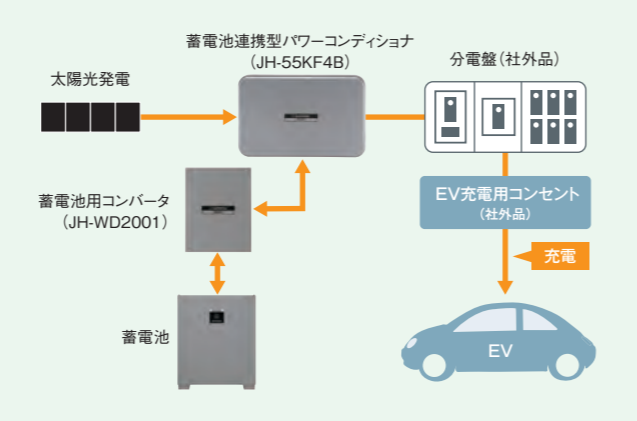 蓄電池連携型パワーコンディショナ
（JH-55KF4B）
分電盤（社外品）
太陽光発電
蓄電池用コンバータ
（JH-WD2001）
EV充電用コンセント
（社外品）
充電
蓄電池
EV